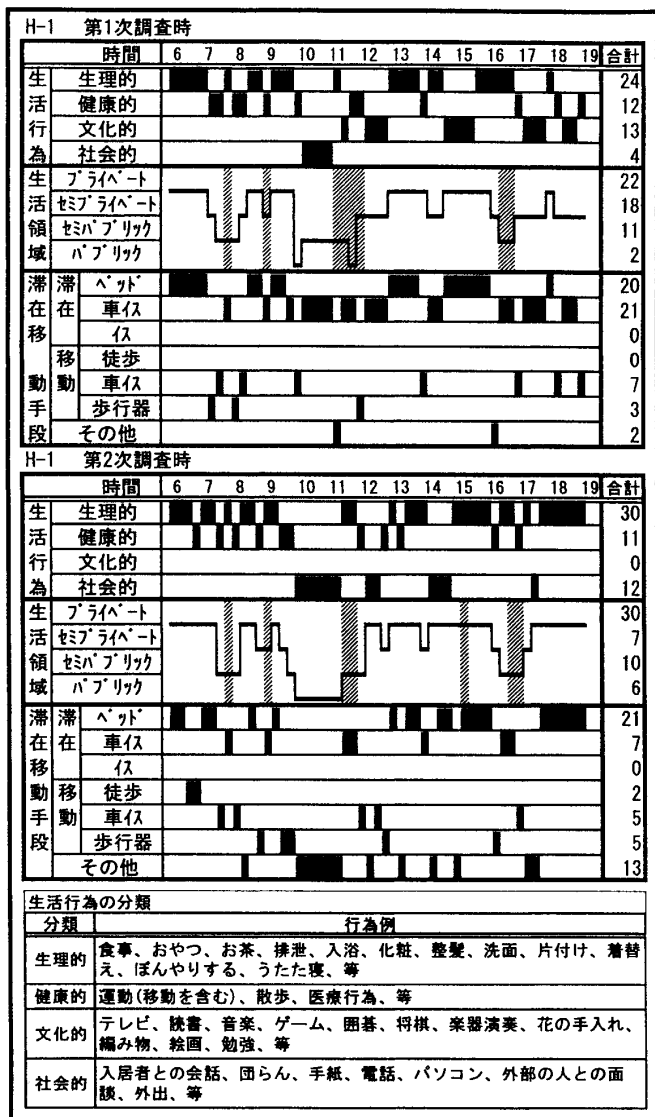 H-1 第1次調査時
時間 6 7 8 9 10 11 12 13 14 15 16 17 18 19 合計
生活行為 生理的 24
健康的 12
文化的 13
社会的 4
生活領域 プライベート 22
セミプライベート 18
セミパブリック 11
パブリック 2
滞在移動手段 滞在 ベッド 20
車イス 21
イス 0
移動 徒歩 0
車イス 7
歩行器 3
その他 2
H-1 第2次調査時
時間 6 7 8 9 10 11 12 13 14 15 16 17 18 19 合計
生活行為 生理的 30
健康的 11
文化的 0
社会的 12
生活領域 プライベート 30
セミプライベート 7
セミパブリック 10
パブリック 6
滞在移動手段 滞在 ベッド 21
車イス 7
イス 0
移動 徒歩 2
車イス 5
歩行器 5
その他 13
生活行為の分類
分類 行為例
生理的 食事、おやつ、お茶、排泄、入浴、化粧、整髪、洗面、片付け、着替
え、ぼんやりする、うたた寝、等
健康的 運動(移動を含む)、散歩、医療行為、等
文化的 テレビ、読書、音楽、ゲーム、囲碁、将棋、楽器演奏、花の手入れ、
編み物、絵画、勉強、等
社会的 入居者との会話、団らん、手紙、電話、パソコン、外部の人との面
談、外出、等